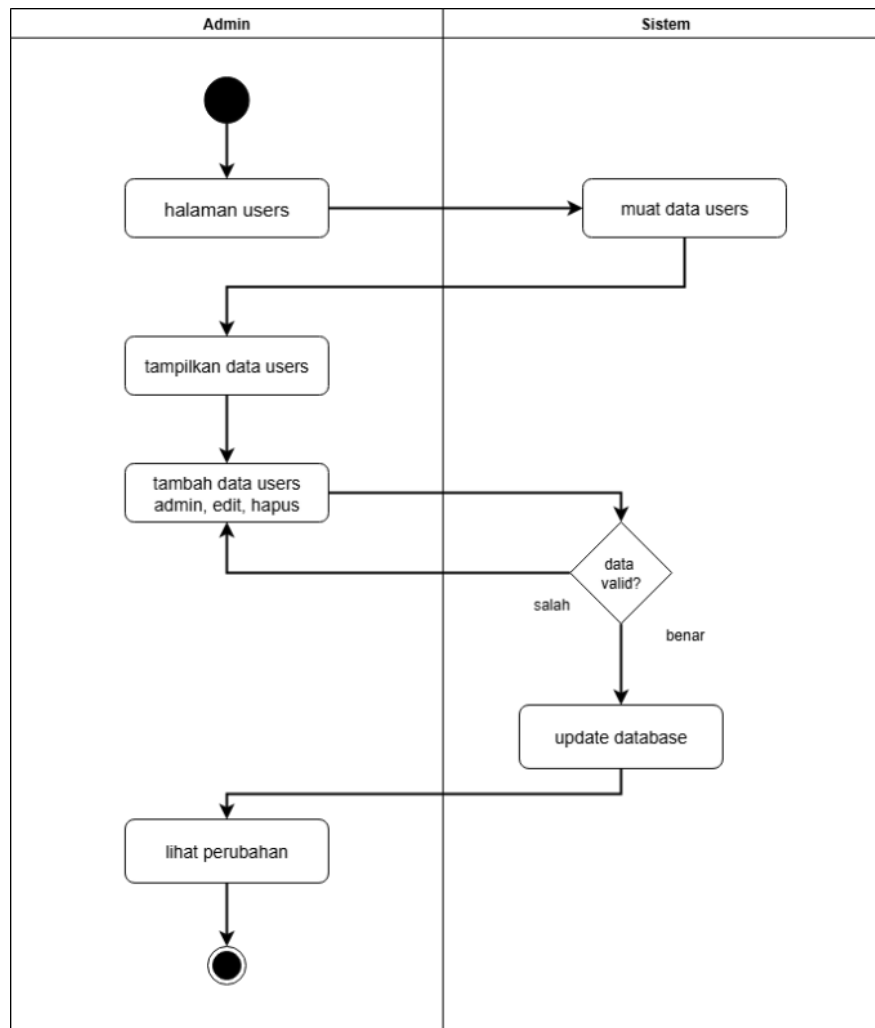 Admin
Sistem
halaman users
muat data users
tampilkan data users
tambah data users
admin, edit, hapus
data
valid?
salah
benar
update database
lihat perubahan